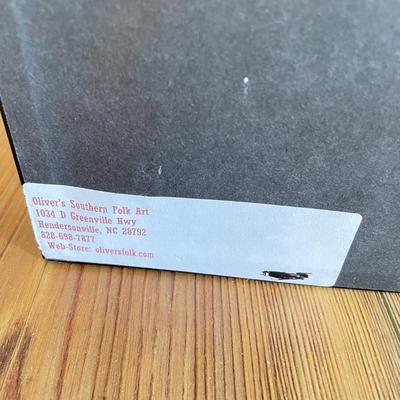 Oliver's Southern Folk Art
1034 D Greenville Hwy
Hendersonville, NC 28792
828-698-7877
Web-Store: oliversfolk.com